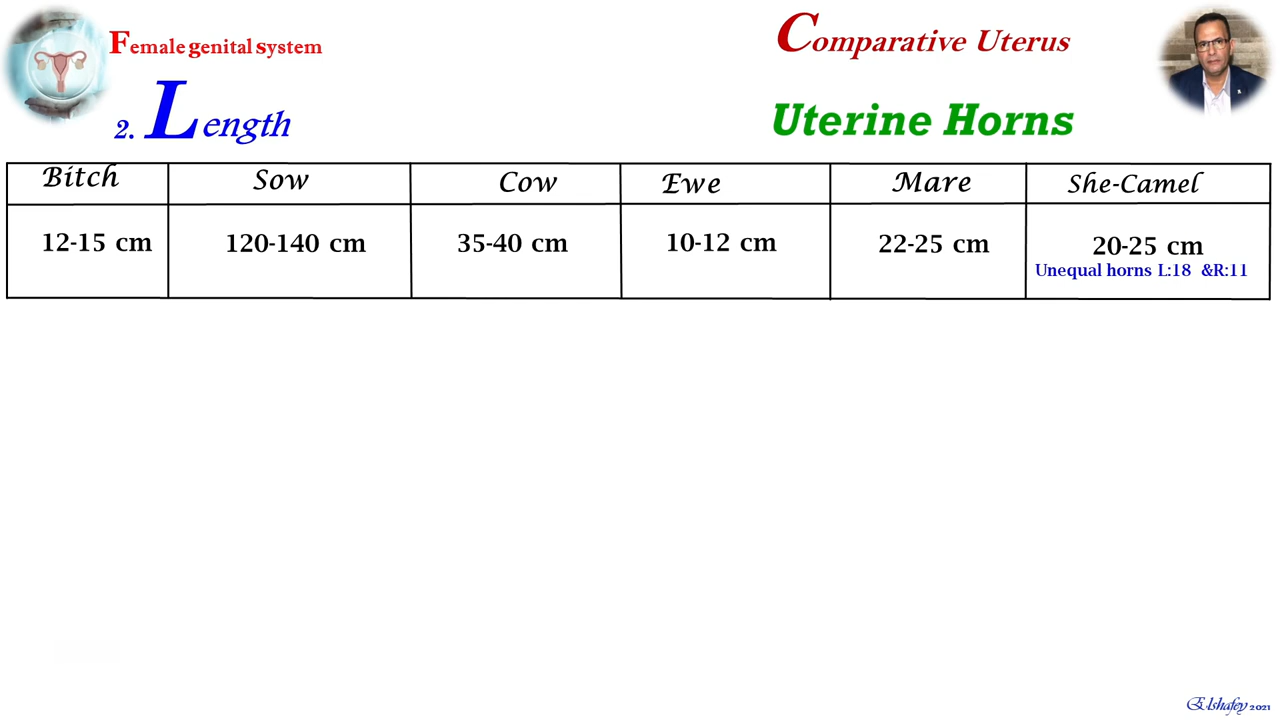 Female genital system
Comparative Uterus
2. Length
Uterine Horns
Bitch Sow Cow Ewe Mare She-Camel
12-15 cm 120-140 cm 35-40 cm 10-12 cm 22-25 cm 20-25 cm
Unequal horns L:18 &R:11
Elshafey 2021